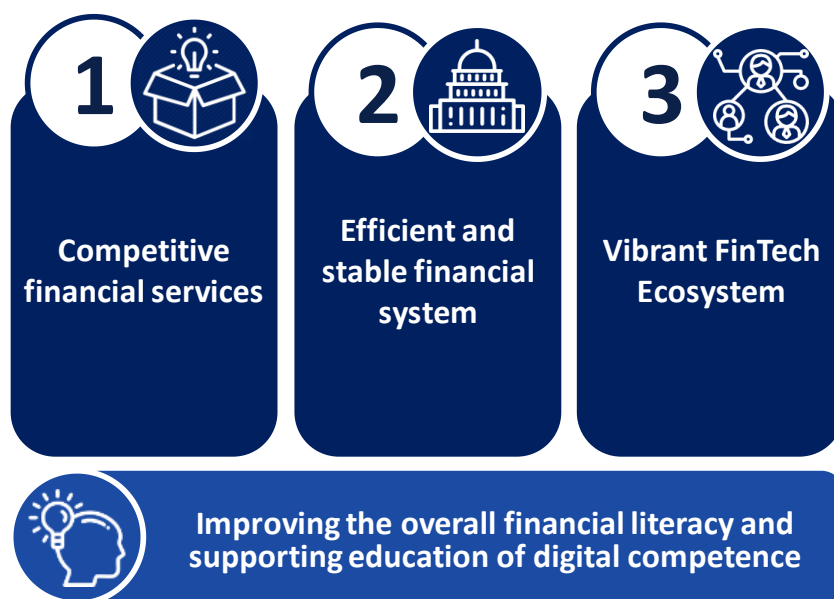 1
2
3
Competitive
financial services
Efficient and
stable financial
system
Vibrant FinTech
Ecosystem
Improving the overall financial literacy and
supporting education of digital competence